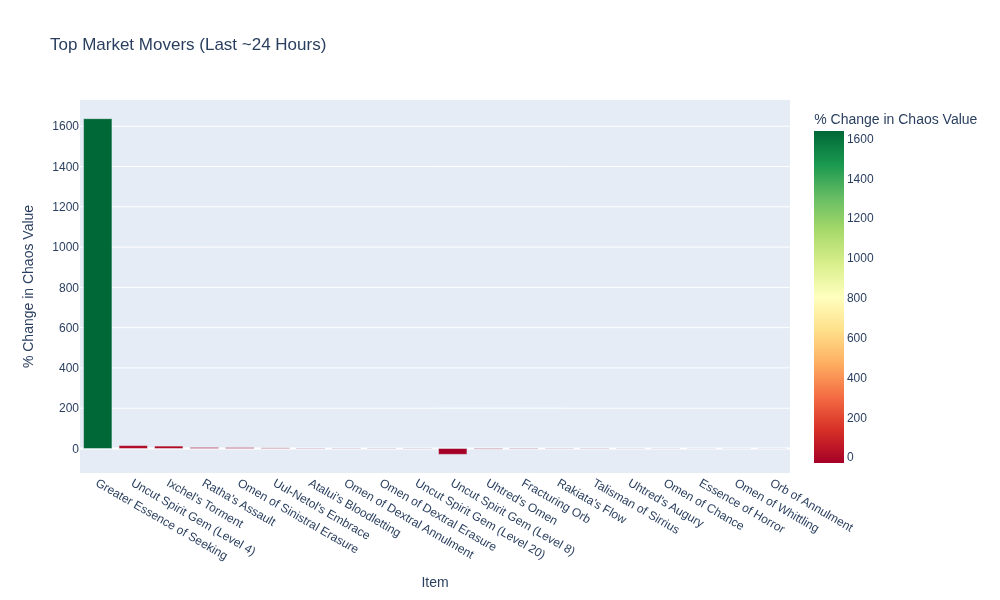 Top Market Movers (Last ~24 Hours)
% Change in Chaos Value
1600
1400
1200
1000
800
600
400
200
0
Greater Essence of Seeking
Uncut Spirit Gem (Level 4)
Ixchel's Torment
Ratha's Assault
Omen of Sinistral Erasure
Uul-Netol's Embrace
Atalui's Bloodletting
Omen of Dextral Annulment
Omen of Dextral Erasure
Uncut Spirit Gem (Level 20)
Uncut Spirit Gem (Level 8)
Uhtred's Omen
Fracturing Orb
Rakiata's Flow
Talisman of Sirrius
Uhtred's Augury
Omen of Chance
Essence of Horror
Omen of Whittling
Orb of Annulment
Item
% Change in Chaos Value
1600
1400
1200
1000
800
600
400
200
0